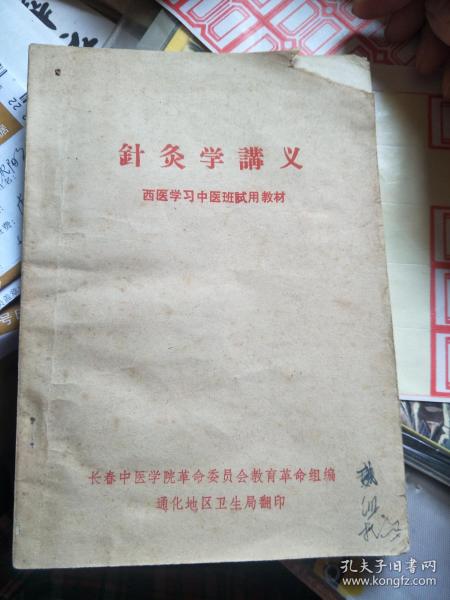 針灸学講义
西医学习中医班試用教材
长春中医学院革命委员会教育革命组编
通化地区卫生局翻印
孔夫子旧书网
www.kongfz.com